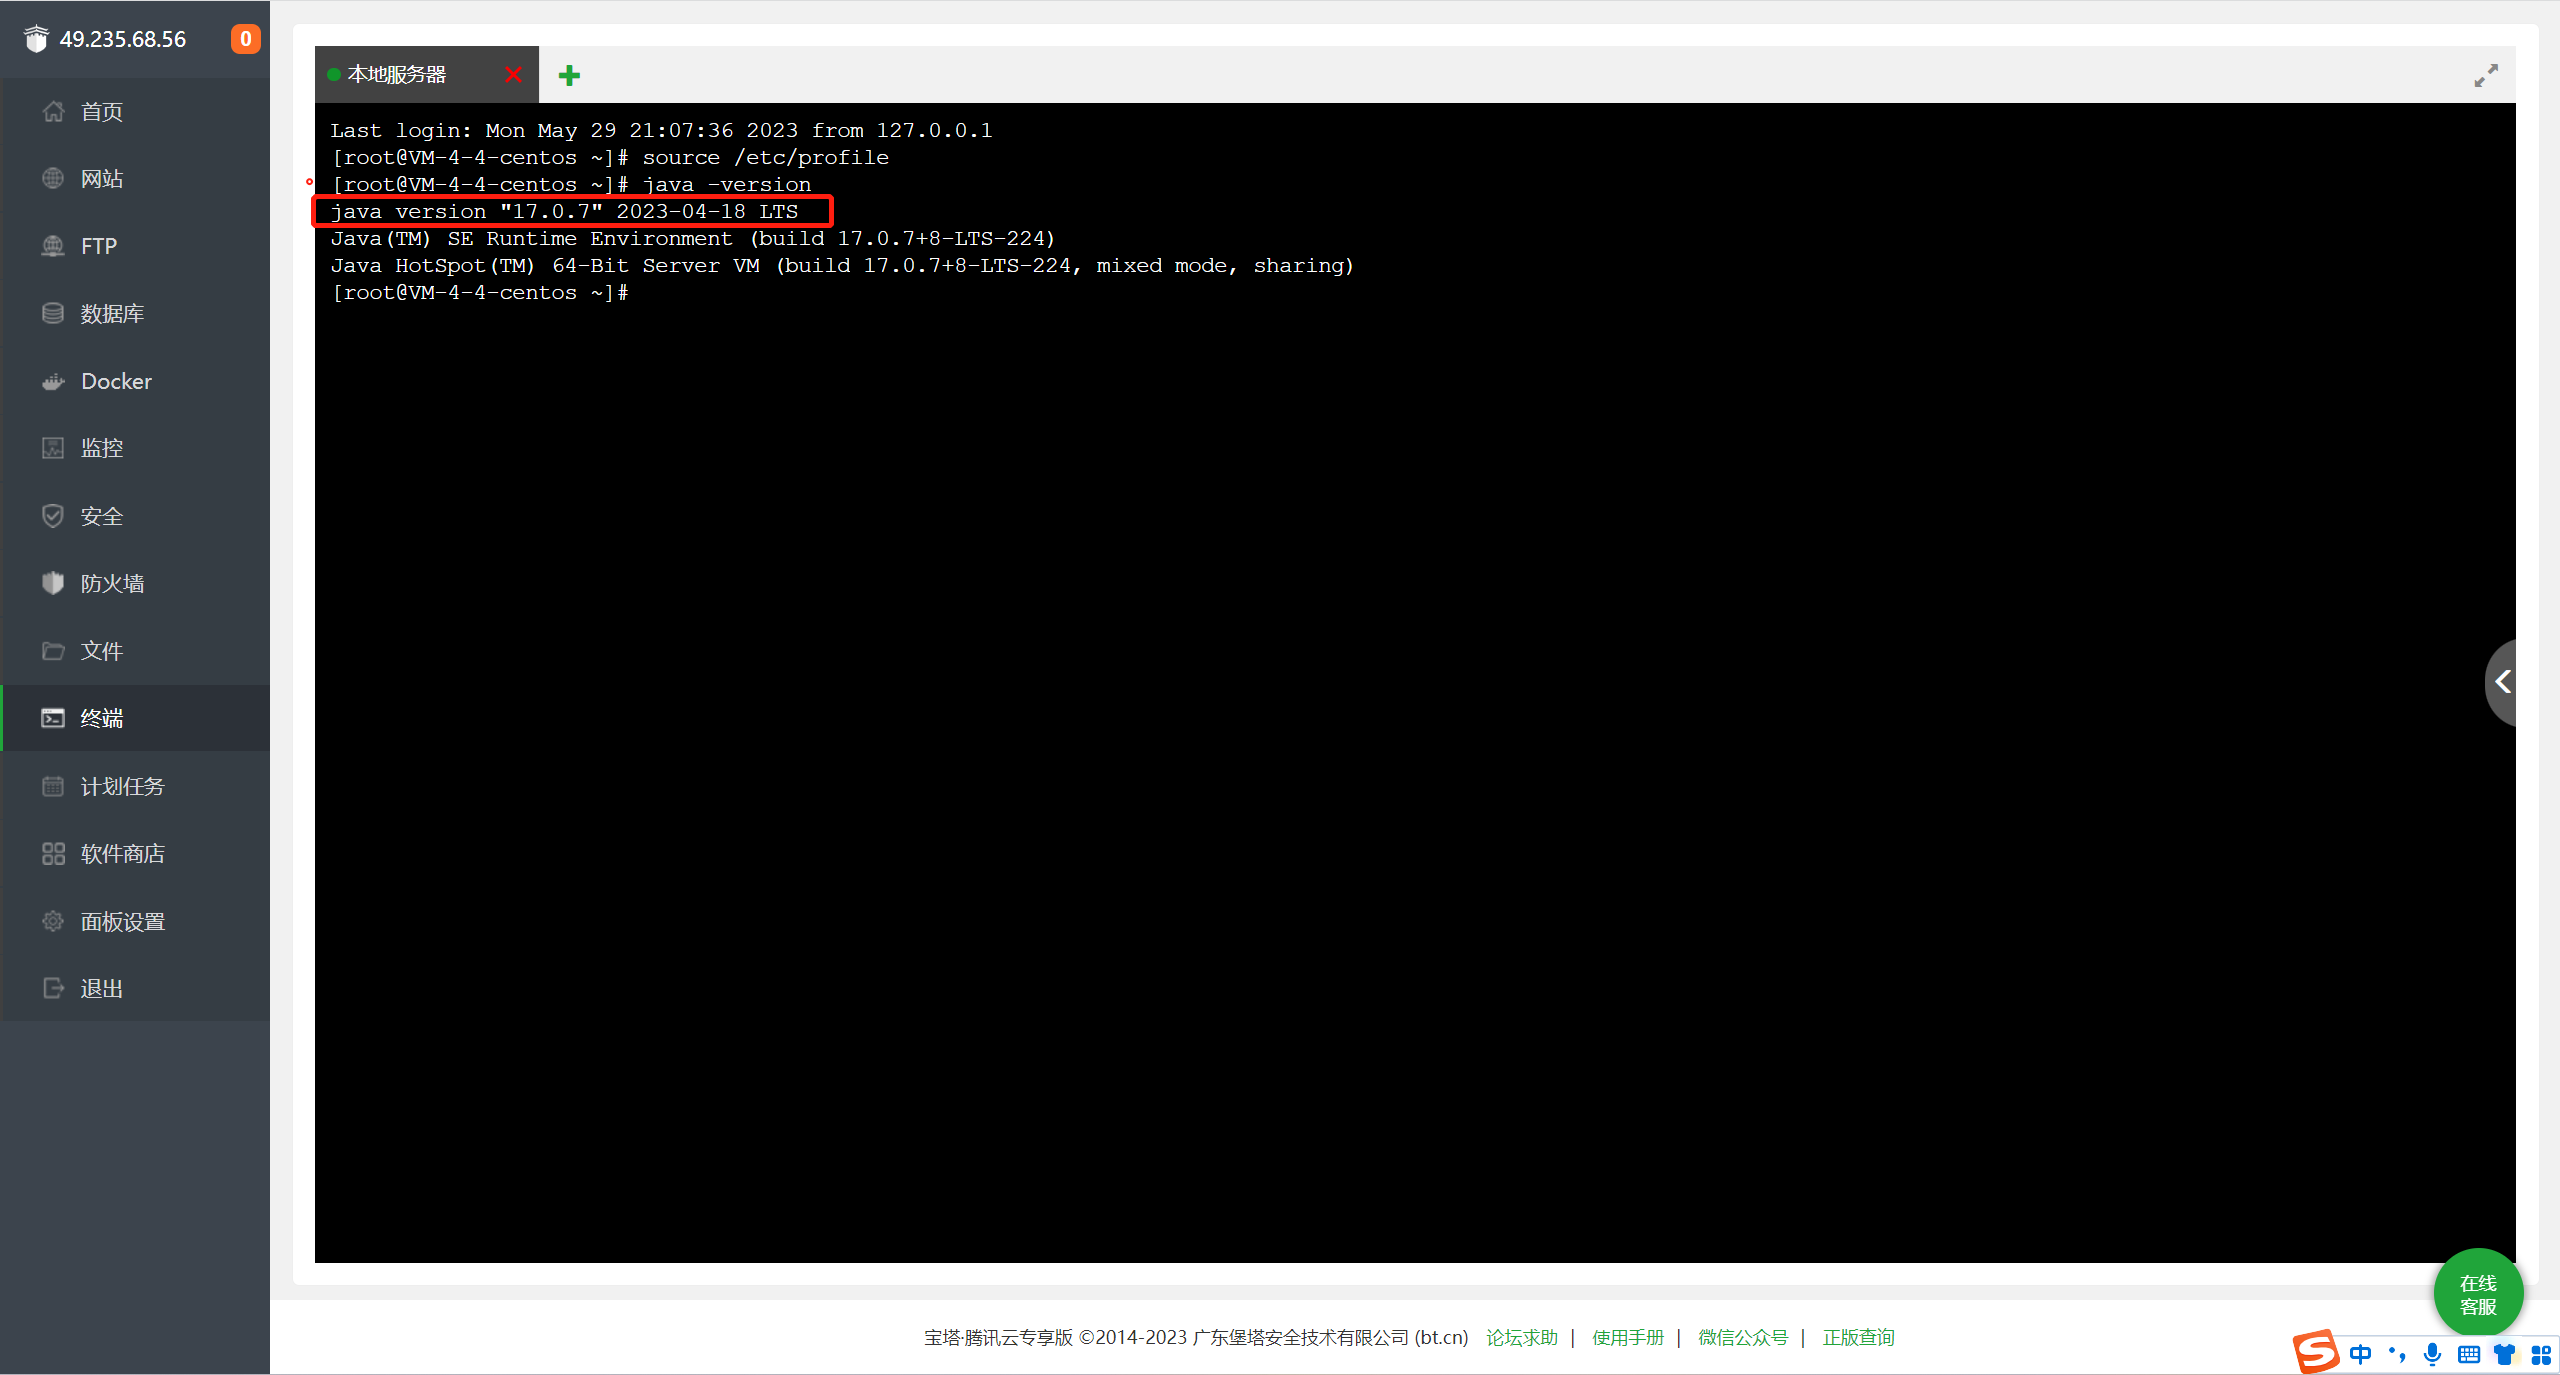 49.235.68.56
0
首页
网站
FTP
数据库
Docker
监控
安全
防火墙
文件
终端
计划任务
软件商店
面板设置
退出
本地服务器
Last login: Mon May 29 21:07:36 2023 from 127.0.0.1
[root@VM-4-4-centos ~]# source /etc/profile
[root@VM-4-4-centos ~]# java -version
java version "17.0.7" 2023-04-18 LTS
Java(TM) SE Runtime Environment (build 17.0.7+8-LTS-224)
Java HotSpot(TM) 64-Bit Server VM (build 17.0.7+8-LTS-224, mixed mode, sharing)
[root@VM-4-4-centos ~]#
在线
客服
宝塔·腾讯云专享版 ©2014-2023 广东堡塔安全技术有限公司 (bt.cn) 论坛求助 | 使用手册 | 微信公众号 | 正版查询
S 中